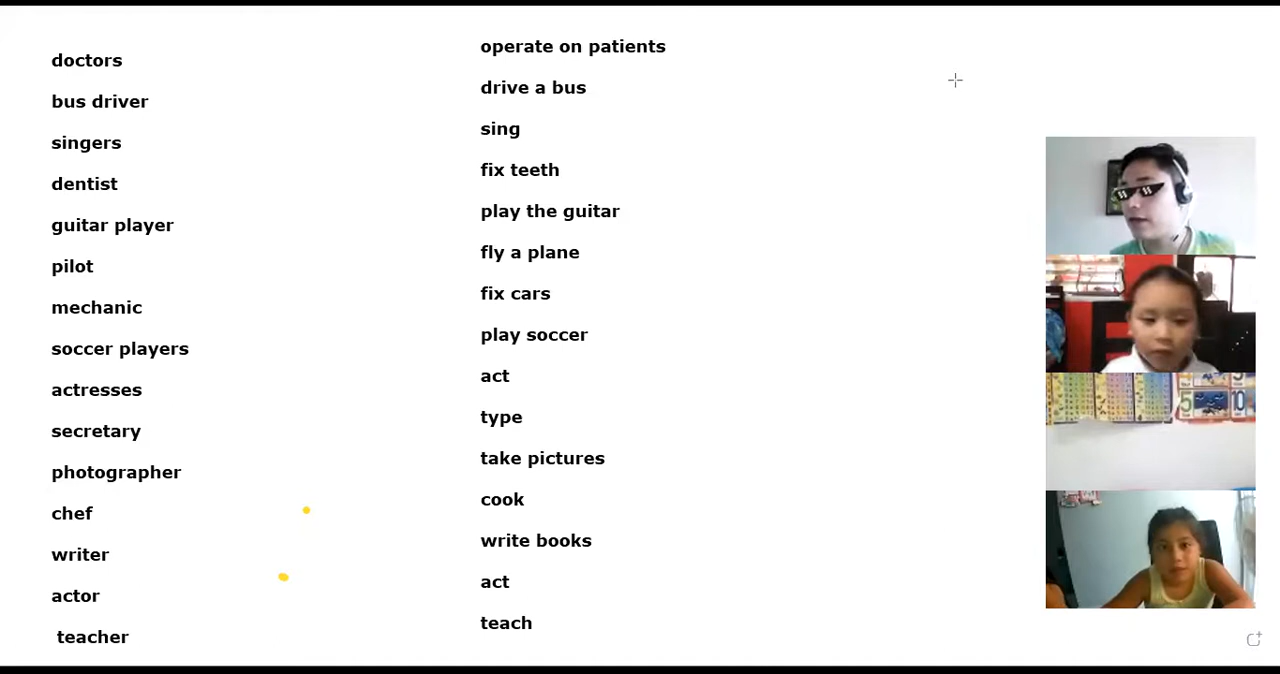 doctors
bus driver
singers
dentist
guitar player
pilot
mechanic
soccer players
actresses
secretary
photographer
chef
writer
actor
teacher
operate on patients
drive a bus
sing
fix teeth
play the guitar
fly a plane
fix cars
play soccer
act
type
take pictures
cook
write books
act
teach
5
10